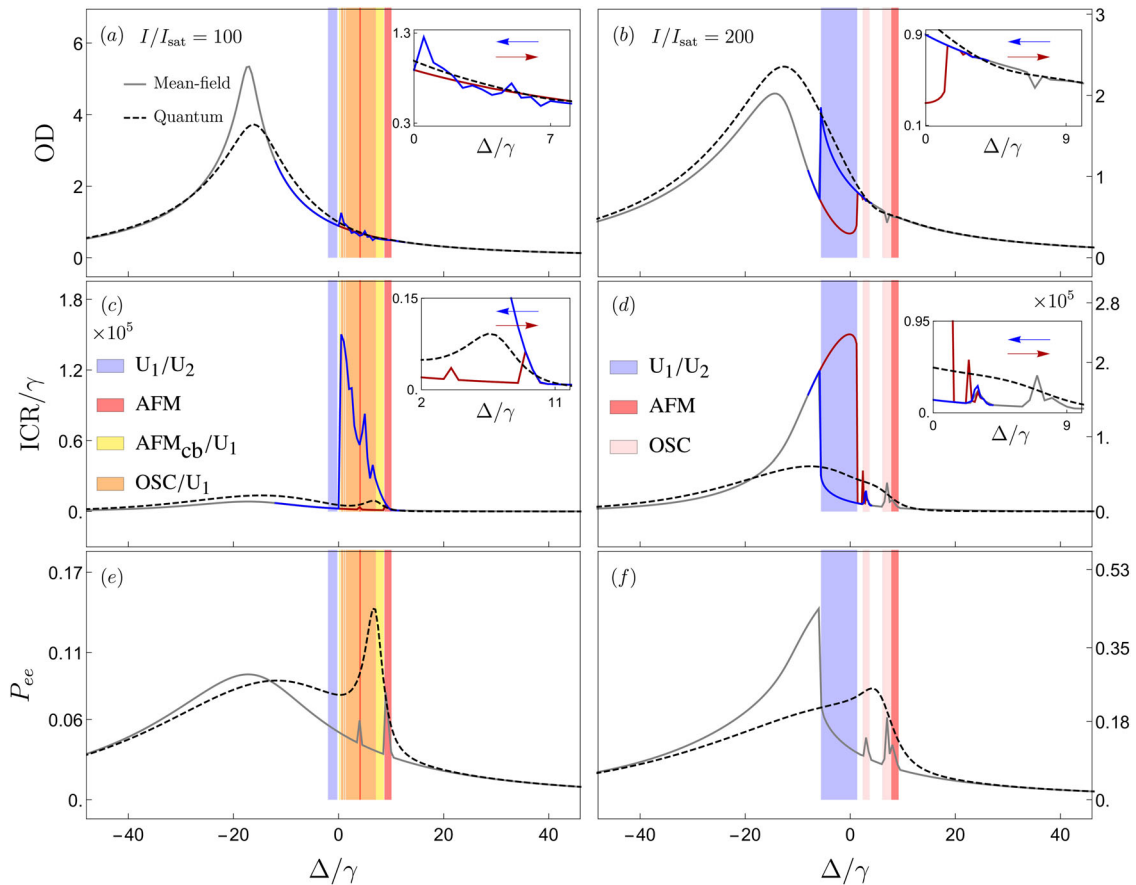 (a) I/I_sat = 100
Mean-field
Quantum
OD
6
4
2
0
1.3
0.3
0 7
Δ/γ
(b) I/I_sat = 200
3
2
1
0
0.9
0.1
0 9
Δ/γ
(c)
×10^5
U_1/U_2
AFM
AFM_cb/U_1
OSC/U_1
ICR/γ
1.8
1.2
0.6
0.
0.15
0.
2 11
Δ/γ
(d)
×10^5
U_1/U_2
AFM
OSC
2.8
2.
1.
0.
0.95
0.
0 9
Δ/γ
(e)
P_ee
0.17
0.11
0.06
0.
−40 −20 0 20 40
Δ/γ
(f)
0.53
0.35
0.18
0.
−40 −20 0 20 40
Δ/γ